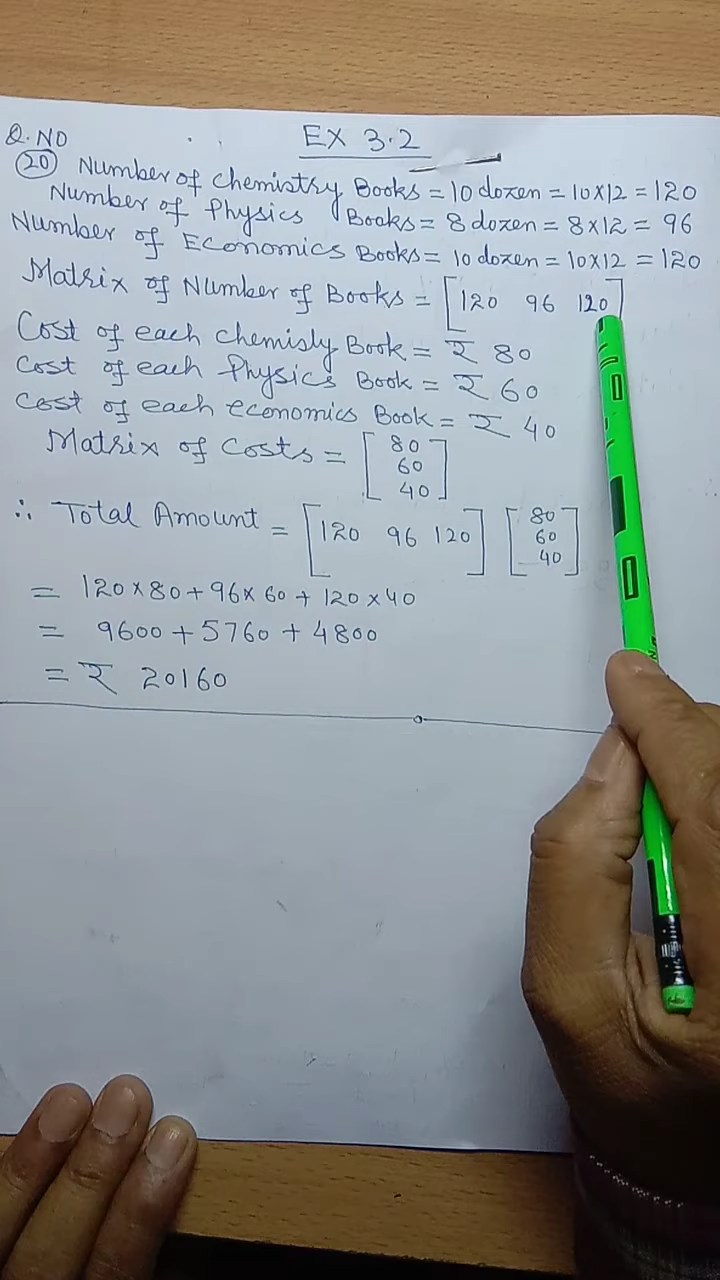 Q.NO
EX 3.2
(20) Number of Chemistry Books = 10 dozen = 10×12 = 120
Number of Physics Books = 8 dozen = 8×12 = 96
Number of Economics Books = 10 dozen = 10×12 = 120
Matrix of Number of Books = [120 96 120]
Cost of each chemisly Book = ₹ 80
Cost of each Physics Book = ₹ 60
Cost of each economics Book = ₹ 40
Matrix of Costs = [80
60
40]
∴ Total Amount = [120 96 120] [80
60
40]
= 120×80+96×60+120×40
= 9600+5760+4800
= ₹ 20160